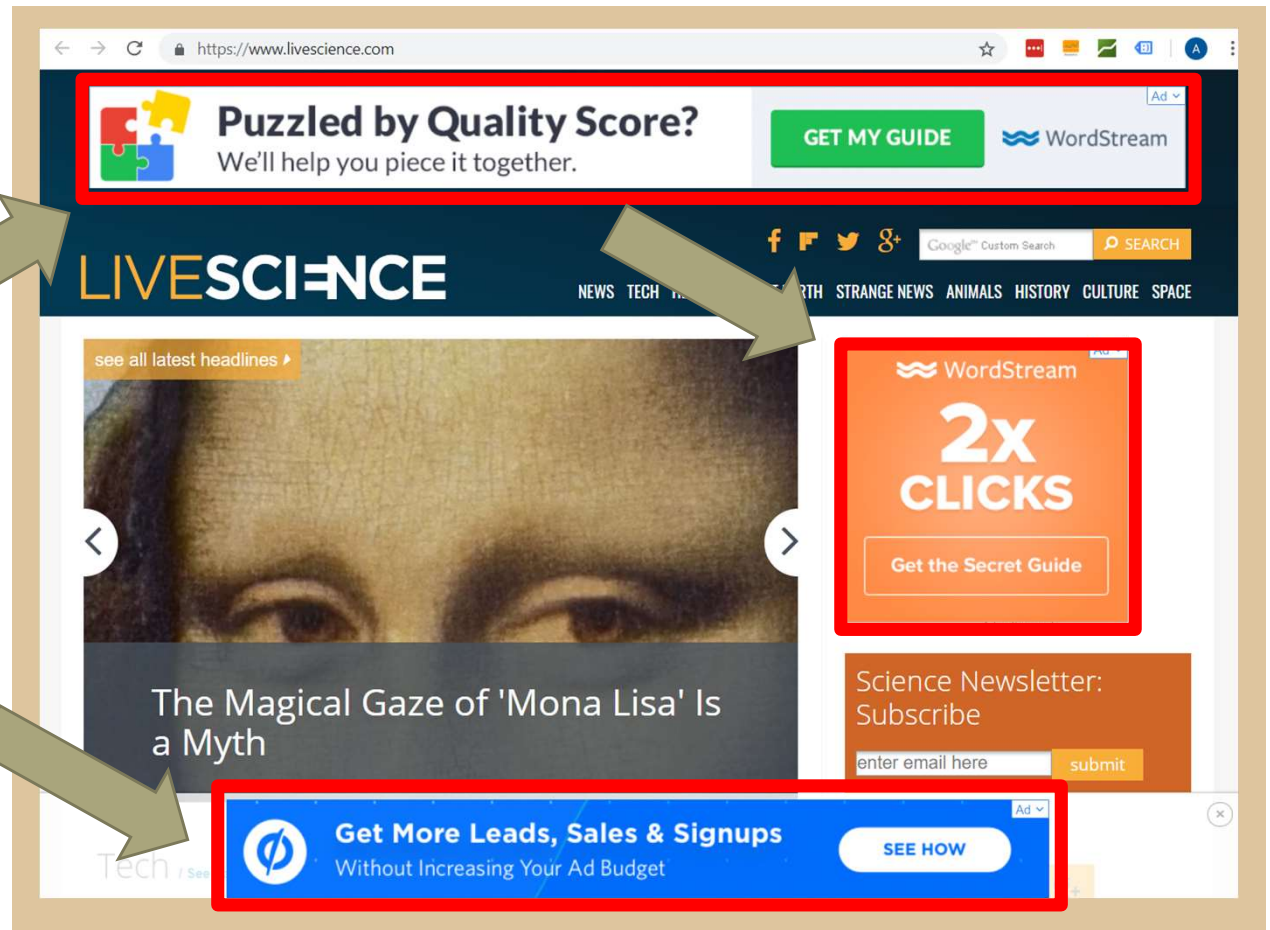 https://www.livescience.com
A
Puzzled by Quality Score?
We'll help you piece it together.
GET MY GUIDE
WordStream
Ad
Google™ Custom Search
SEARCH
LIVESCIENCE
NEWS TECH STRANGE NEWS ANIMALS HISTORY CULTURE SPACE
see all latest headlines
WordStream
2x
CLICKS
Get the Secret Guide
The Magical Gaze of 'Mona Lisa' Is
a Myth
Science Newsletter:
Subscribe
enter email here
submit
Get More Leads, Sales & Signups
Without Increasing Your Ad Budget
SEE HOW
Ad
Tech / See